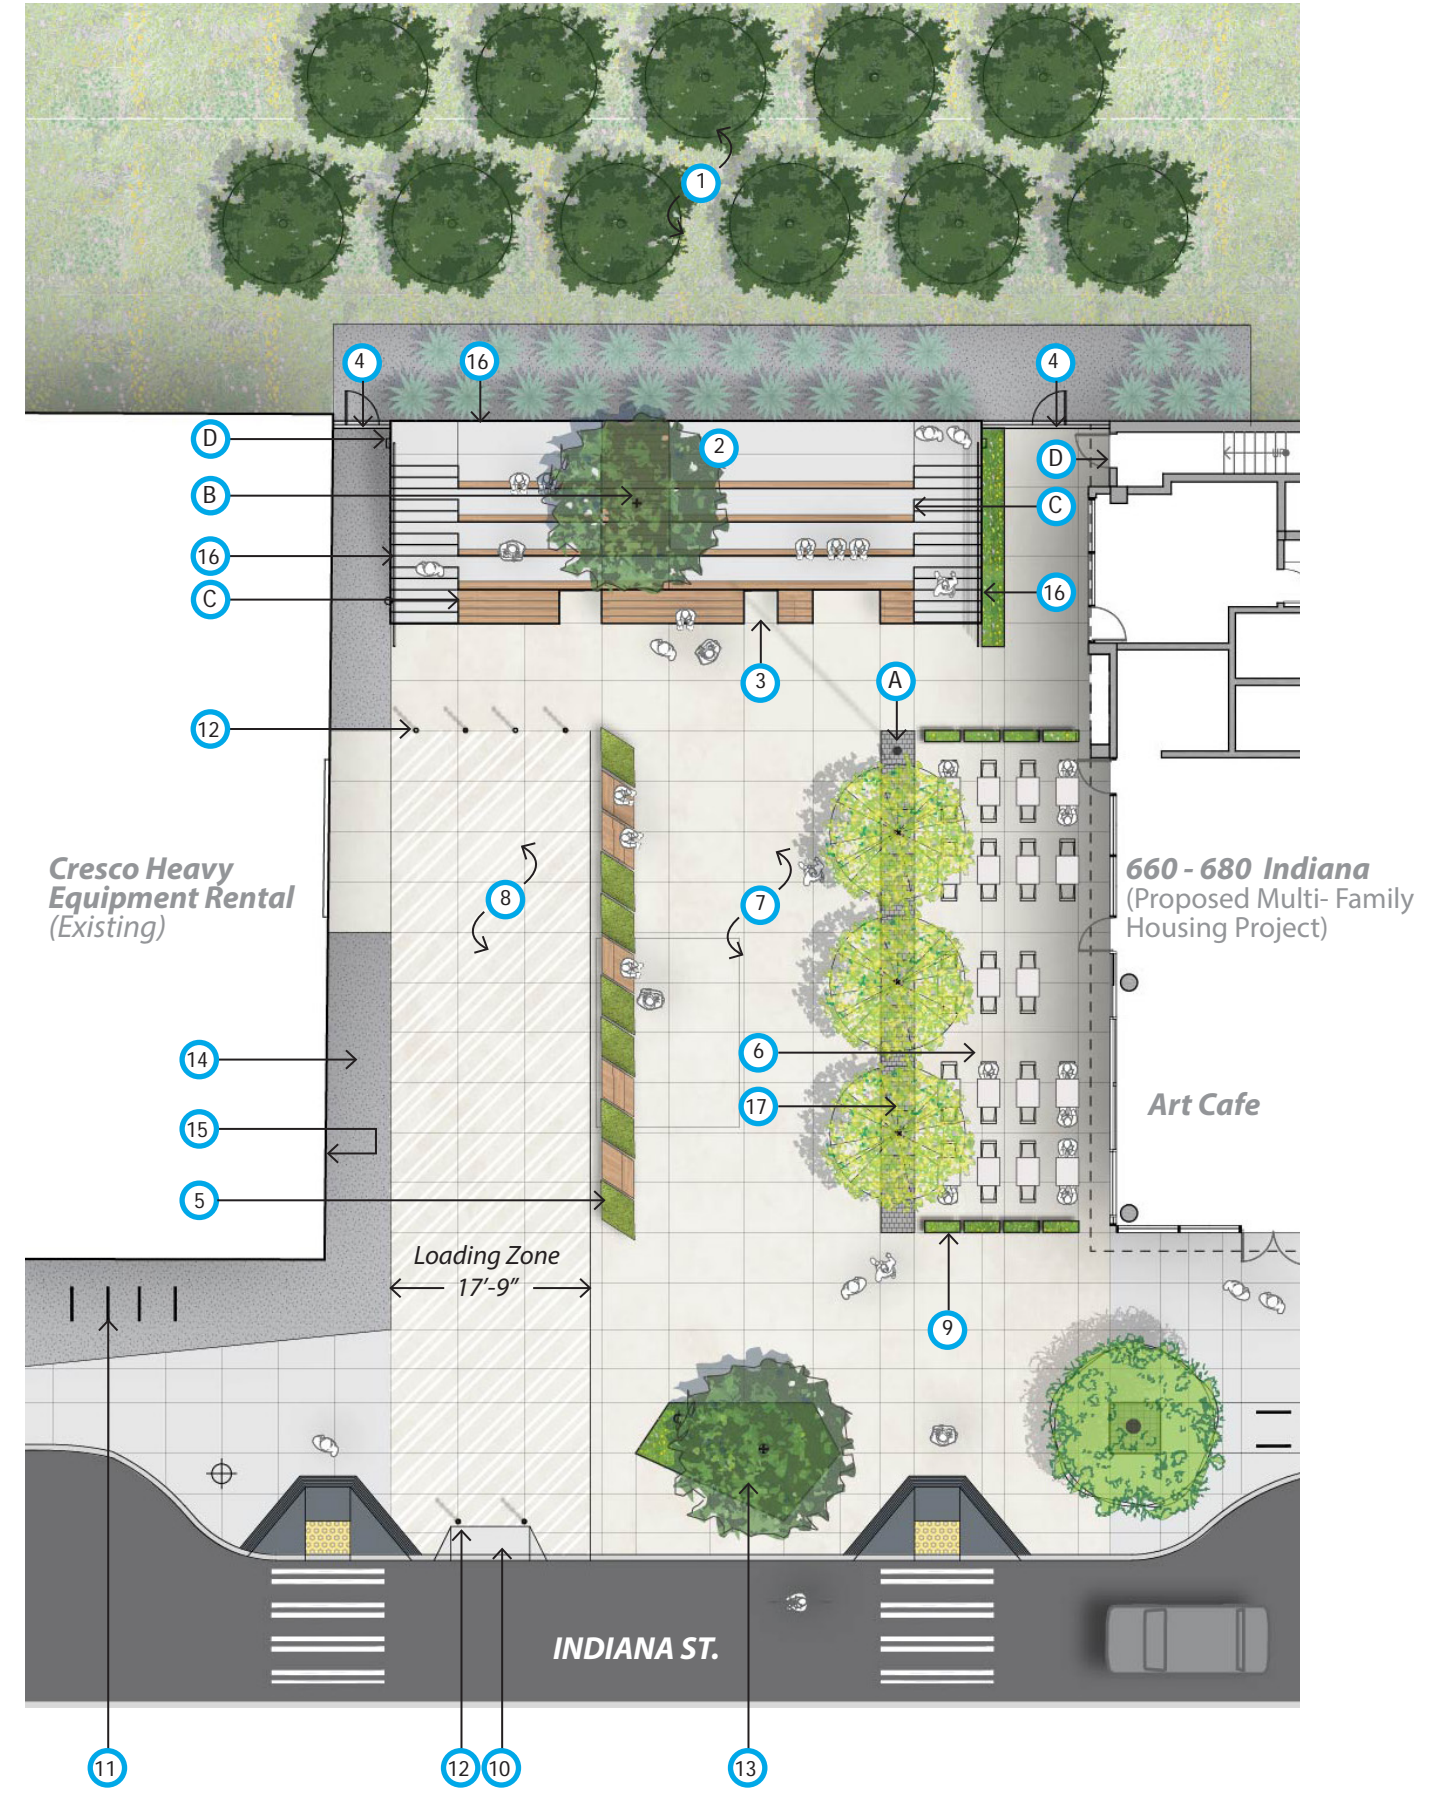 1
4
16
4
D
2
D
B
C
16
C
16
3
A
12
Cresco Heavy
Equipment Rental
(Existing)
8
7
660 - 680 Indiana
(Proposed Multi- Family
Housing Project)
14
6
17
Art Cafe
15
5
Loading Zone
17'-9"
9
INDIANA ST.
11
12
10
13